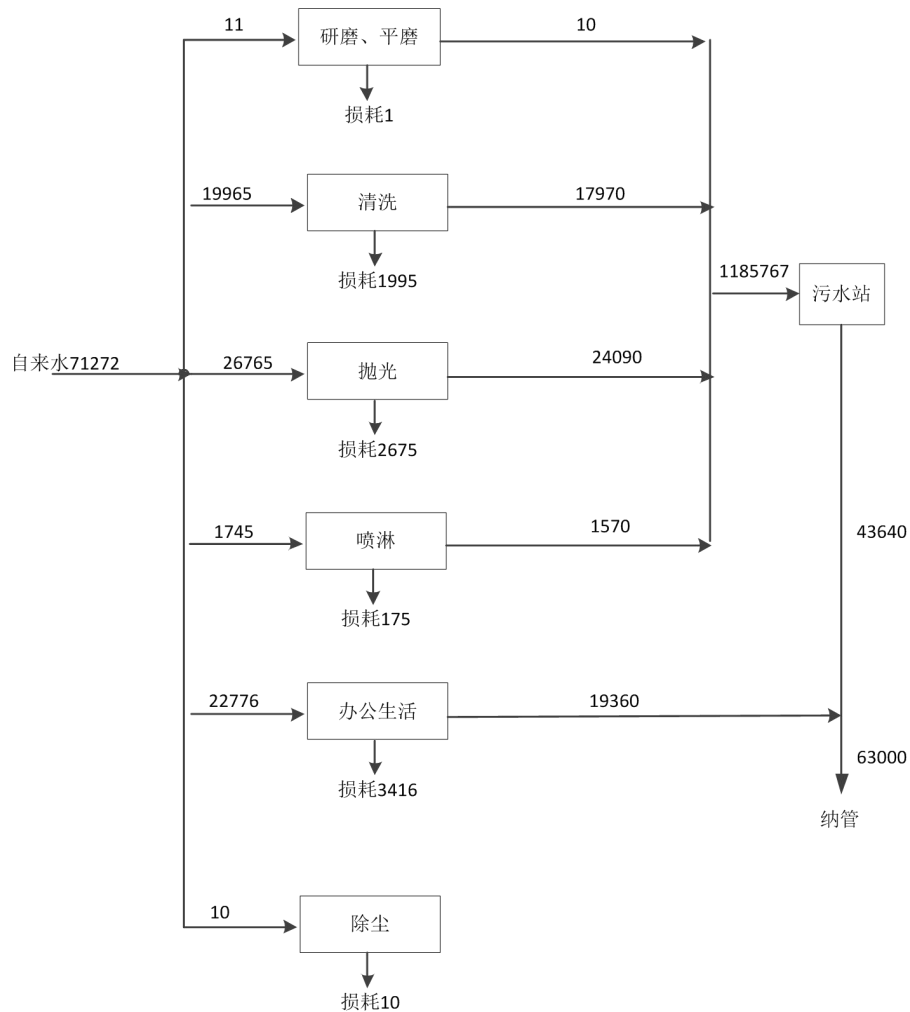 11
研磨、平磨
10
损耗1
19965
清洗
17970
损耗1995
1185767
污水站
自来水71272
26765
抛光
24090
损耗2675
1745
喷淋
1570
43640
损耗175
22776
办公生活
19360
63000
损耗3416
纳管
10
除尘
损耗10